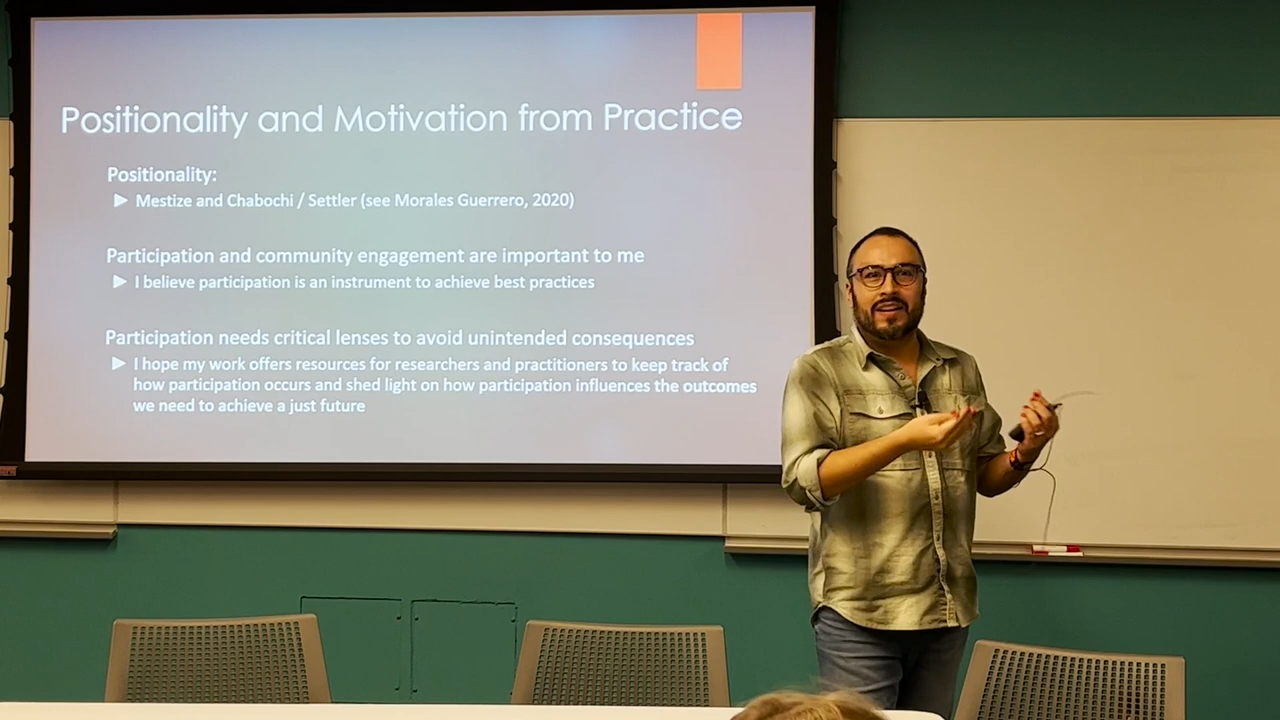 Positionality and Motivation from Practice
Positionality:
Mestize and Chabochi / Settler (see Morales Guerrero, 2020)
Participation and community engagement are important to me
I believe participation is an instrument to achieve best practices
Participation needs critical lenses to avoid unintended consequences
I hope my work offers resources for researchers and practitioners to keep track of
how participation occurs and shed light on how participation influences the outcomes
we need to achieve a just future